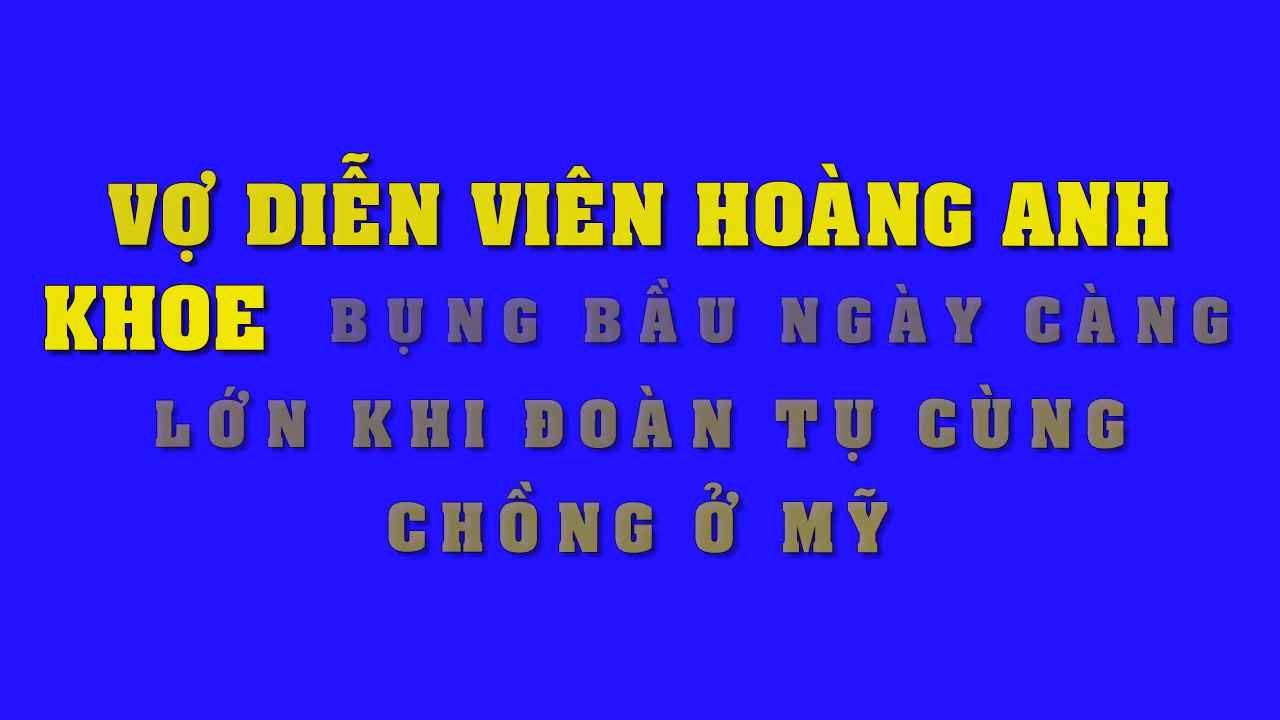 VỢ DIỄN VIÊN HOÀNG ANH
KHOE BỤNG BẦU NGÀY CÀNG
LỚN KHI ĐOÀN TỤ CÙNG
CHỒNG Ở MỸ